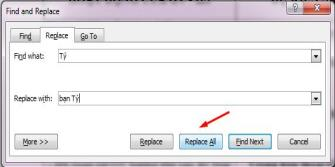 Find and Replace
Find Replace Go To
Find what: Tý
Replace with: bạn Tý
More >> Replace Replace All Find Next Cancel